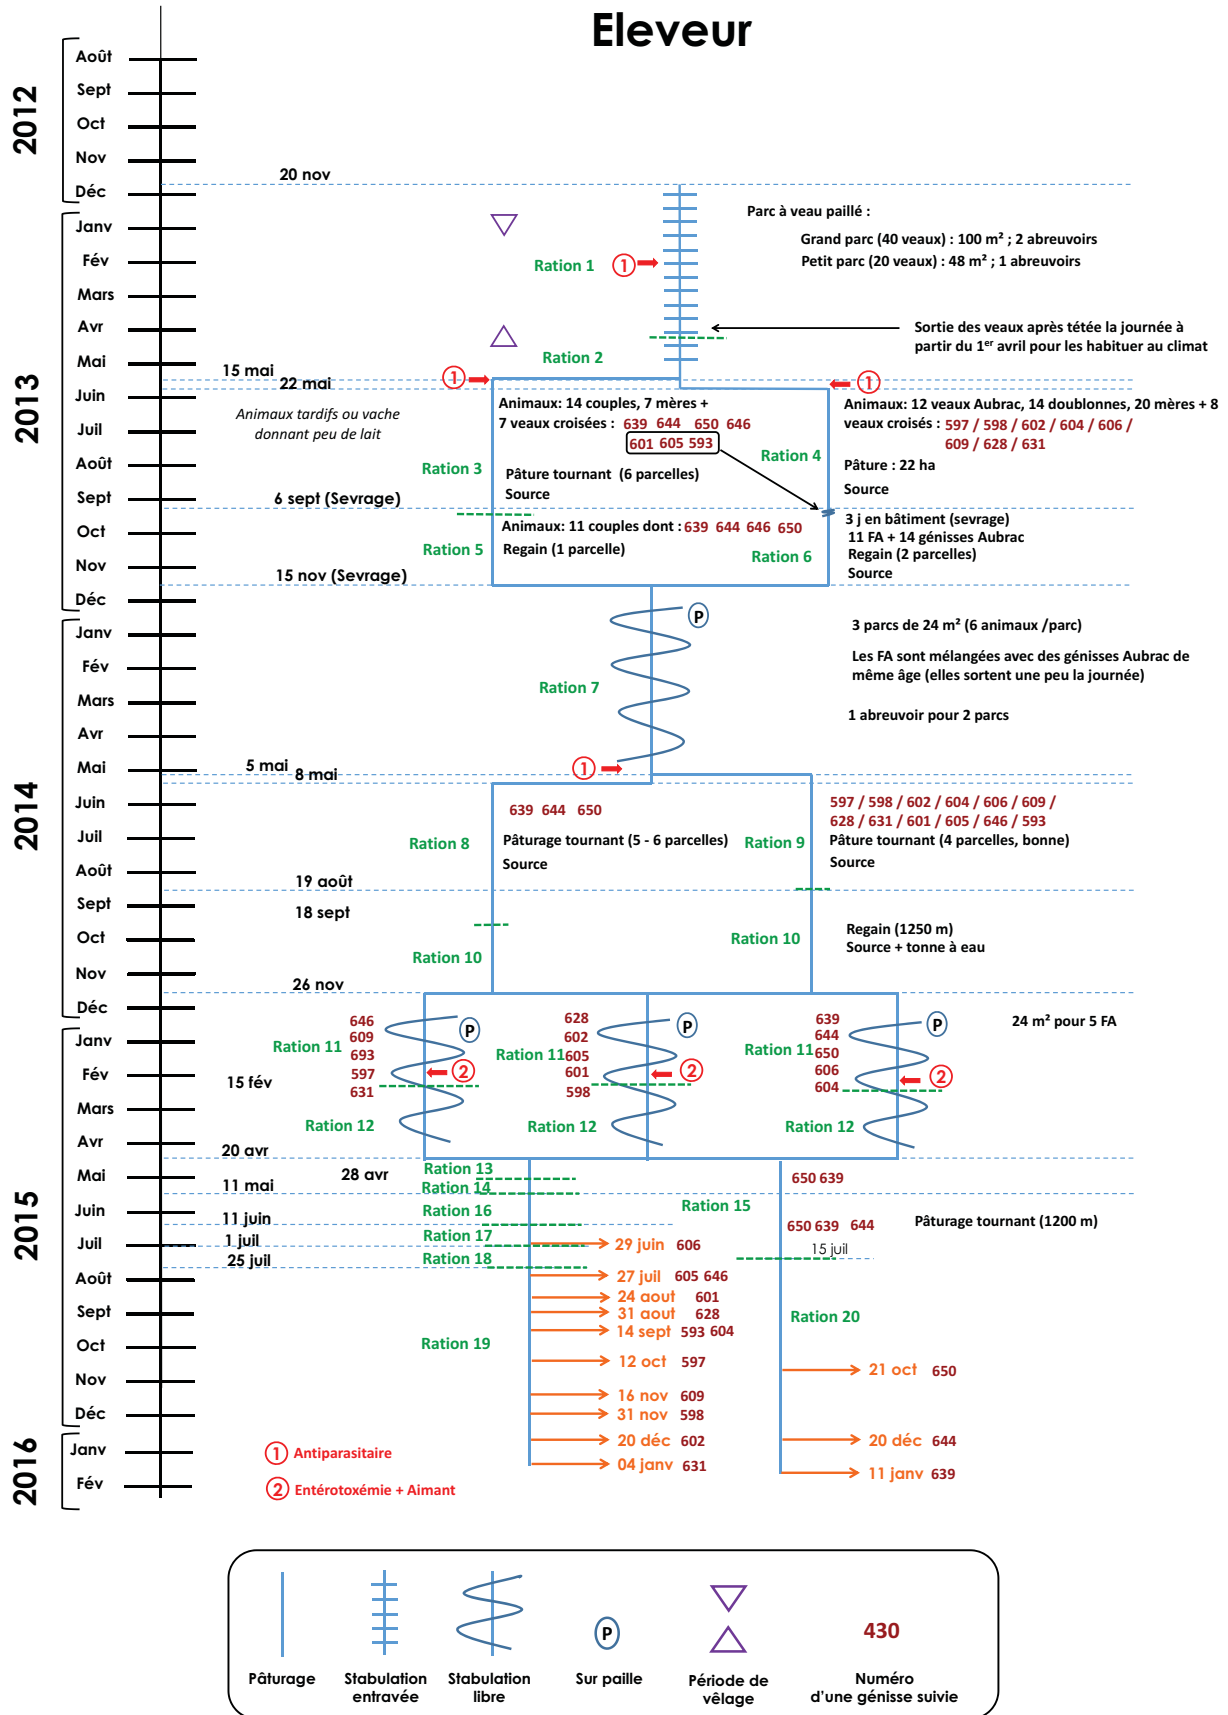 Eleveur
2012
Août
Sept
Oct
Nov
Déc
20 nov
2013
Janv
Fév
Mars
Avr
Mai
Juin
Juil
Août
Sept
Oct
Nov
Déc
Parc à veau paillé :
Grand parc (40 veaux) : 100 m² ; 2 abreuvoirs
Petit parc (20 veaux) : 48 m² ; 1 abreuvoirs
Ration 1
1
Sortie des veaux après tétée la journée à
partir du 1er avril pour les habituer au climat
Ration 2
15 mai
1
1
22 mai
Animaux tardifs ou vache
donnant peu de lait
Animaux: 14 couples, 7 mères +
7 veaux croisées : 639 644 650 646
601 605 593
Animaux: 12 veaux Aubrac, 14 doublonnes, 20 mères + 8
veaux croisés : 597 / 598 / 602 / 604 / 606 /
609 / 628 / 631
Ration 3
Ration 4
Pâture tournant (6 parcelles)
Source
Pâture : 22 ha
Source
6 sept (Sevrage)
Animaux: 11 couples dont : 639 644 646 650
Regain (1 parcelle)
Ration 5
Ration 6
3 j en bâtiment (sevrage)
11 FA + 14 génisses Aubrac
Regain (2 parcelles)
Source
15 nov (Sevrage)
2014
Janv
Fév
Mars
Avr
Mai
Juin
Juil
Août
Sept
Oct
Nov
Déc
P
3 parcs de 24 m² (6 animaux /parc)
Les FA sont mélangées avec des génisses Aubrac de
même âge (elles sortent une peu la journée)
Ration 7
1 abreuvoir pour 2 parcs
5 mai
8 mai
1
639 644 650
597 / 598 / 602 / 604 / 606 / 609 /
628 / 631 / 601 / 605 / 646 / 593
Ration 8
Pâturage tournant (5 - 6 parcelles)
Source
Ration 9
Pâture tournant (4 parcelles, bonne)
Source
19 août
18 sept
Ration 10
Ration 10
Regain (1250 m)
Source + tonne à eau
26 nov
2015
Janv
Fév
Mars
Avr
Mai
Juin
Juil
Août
Sept
Oct
Nov
Déc
646
609
693
597
631
Ration 11
P
2
Ration 12
628
602
605
601
598
Ration 11
P
2
Ration 12
639
644
650
606
604
Ration 11
P
2
Ration 12
24 m² pour 5 FA
15 fév
20 avr
28 avr
Ration 13
650 639
11 mai
Ration 14
Ration 15
Ration 16
650 639 644
Pâturage tournant (1200 m)
11 juin
1 juil
Ration 17
29 juin 606
15 juil
25 juil
Ration 18
27 juil 605 646
24 aout 601
31 aout 628
14 sept 593 604
Ration 19
Ration 20
12 oct 597
21 oct 650
16 nov 609
31 nov 598
20 déc 602
20 déc 644
04 janv 631
11 janv 639
2016
Janv
Fév
1 Antiparasitaire
2 Entérotoxémie + Aimant
P
430
Pâturage
Stabulation
entravée
Stabulation
libre
Sur paille
Période de
vêlage
Numéro
d'une génisse suivie